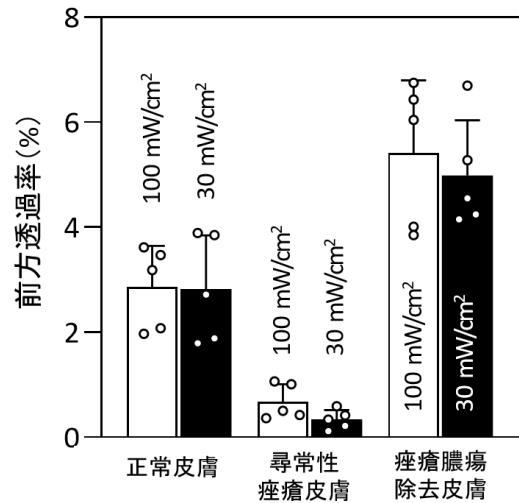 前方透過率(%)
8
6
4
2
0
100 mW/cm²
30 mW/cm²
100 mW/cm²
30 mW/cm²
100 mW/cm²
30 mW/cm²
正常皮膚
尋常性
痤瘡皮膚
痤瘡膿瘍
除去皮膚